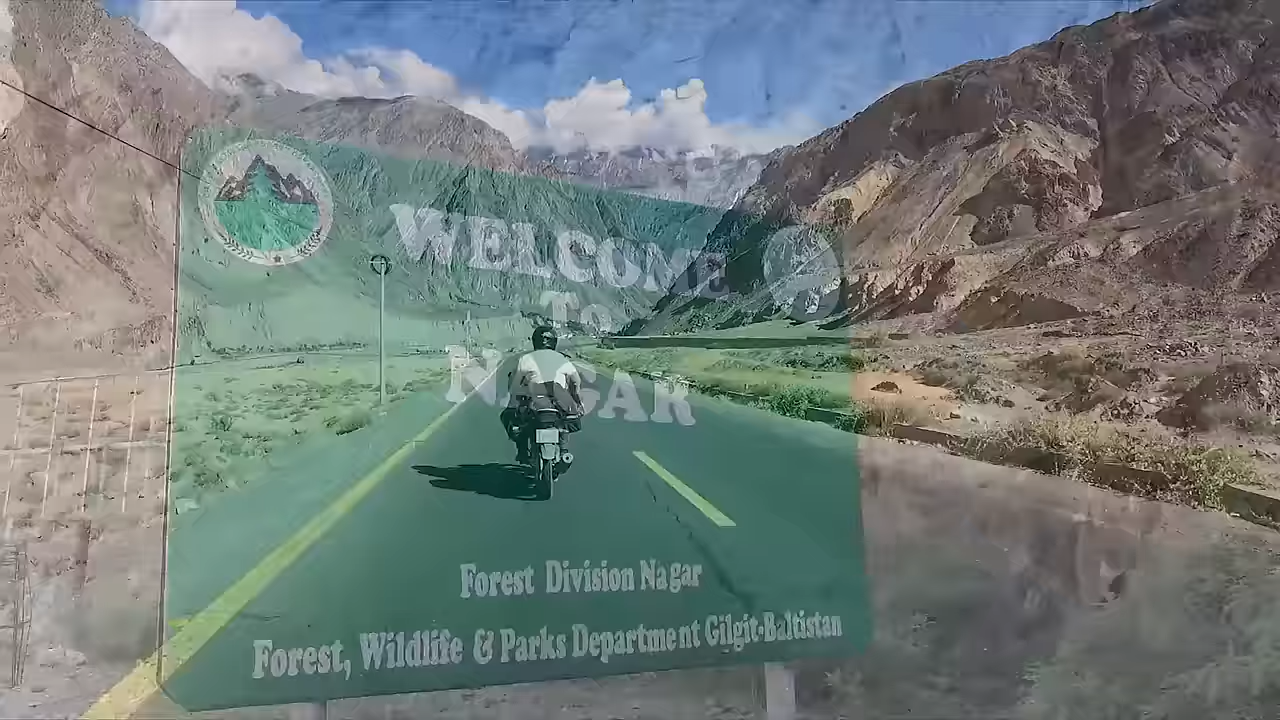 WELCOME
To
NAGAR
Forest Division Nagar
Forest, Wildlife & Parks Department Gilgit-Baltistan